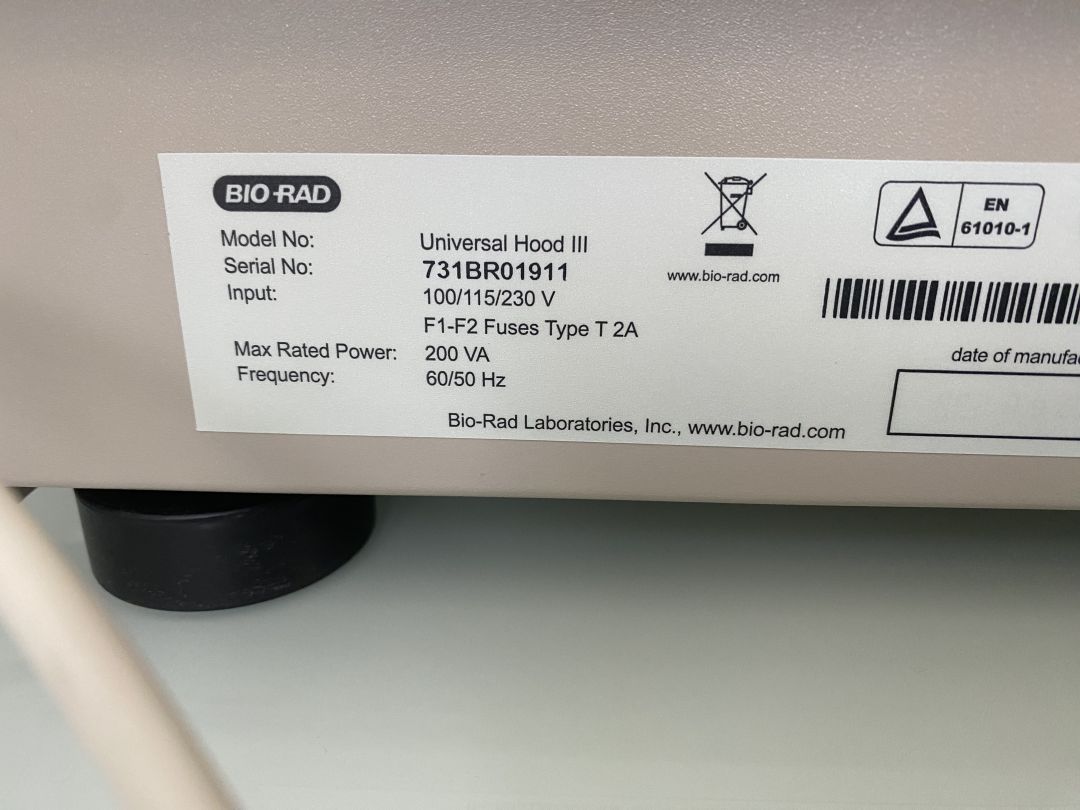 BIO-RAD
Model No: Universal Hood III
Serial No: 731BR01911
Input: 100/115/230 V
F1-F2 Fuses Type T 2A
Max Rated Power: 200 VA
Frequency: 60/50 Hz
Bio-Rad Laboratories, Inc., www.bio-rad.com
www.bio-rad.com
EN
61010-1
date of